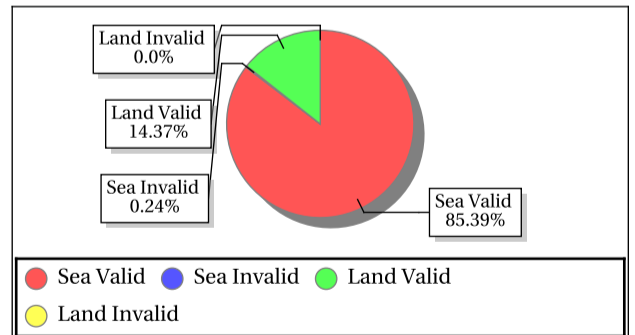 Land Invalid
0.0%
Land Valid
14.37%
Sea Invalid
0.24%
Sea Valid
85.39%
Sea Valid Sea Invalid Land Valid
Land Invalid